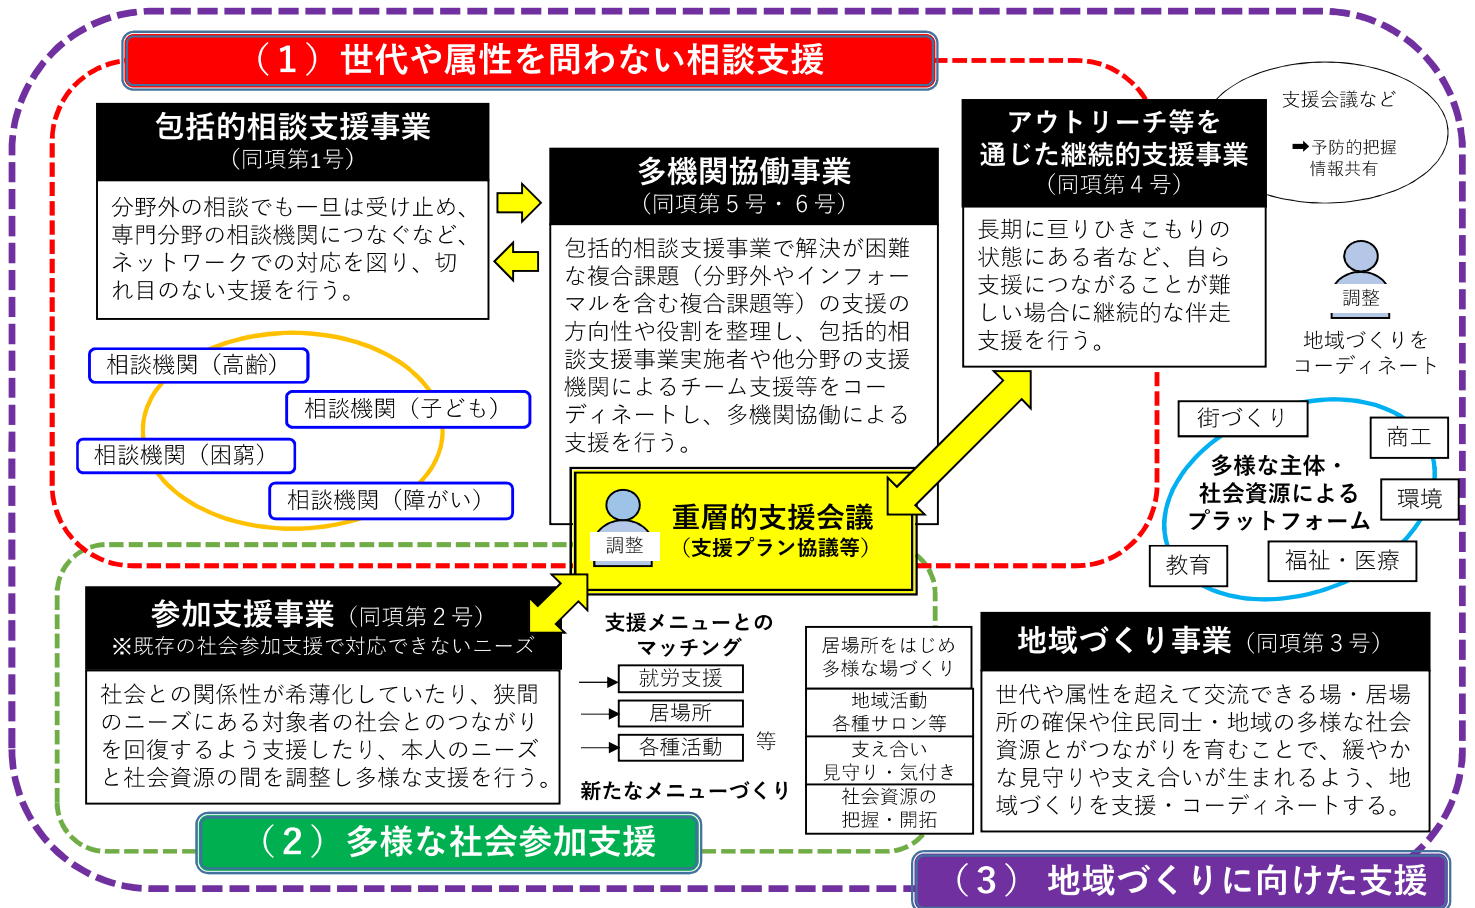 （１）世代や属性を問わない相談支援
包括的相談支援事業
（同項第1号）
分野外の相談でも一旦は受け止め、
専門分野の相談機関につなぐなど、
ネットワークでの対応を図り、切
れ目のない支援を行う。
相談機関（高齢）
相談機関（子ども）
相談機関（困窮）
相談機関（障がい）
多機関協働事業
（同項第５号・６号）
包括的相談支援事業で解決が困難
な複合課題（分野外やインフォー
マルを含む複合課題等）の支援の
方向性や役割を整理し、包括的相
談支援事業実施者や他分野の支援
機関によるチーム支援等をコー
ディネートし、多機関協働による
支援を行う。
アウトリーチ等を
通じた継続的支援事業
（同項第４号）
長期に亘りひきこもりの
状態にある者など、自ら
支援につながることが難
しい場合に継続的な伴走
支援を行う。
支援会議など
➡予防的把握
情報共有
調整
地域づくりを
コーディネート
街づくり
商工
多様な主体・
社会資源による
プラットフォーム
環境
教育
福祉・医療
重層的支援会議
（支援プラン協議等）
調整
参加支援事業（同項第２号）
※既存の社会参加支援で対応できないニーズ
社会との関係性が希薄化していたり、狭間
のニーズにある対象者の社会とのつながり
を回復するよう支援したり、本人のニーズ
と社会資源の間を調整し多様な支援を行う。
支援メニューとの
マッチング
就労支援
居場所
各種活動
等
新たなメニューづくり
居場所をはじめ
多様な場づくり
地域活動
各種サロン等
支え合い
見守り・気付き
社会資源の
把握・開拓
地域づくり事業（同項第３号）
世代や属性を超えて交流できる場・居場
所の確保や住民同士・地域の多様な社会
資源とがつながりを育むことで、緩やか
な見守りや支え合いが生まれるよう、地
域づくりを支援・コーディネートする。
（２）多様な社会参加支援
（３） 地域づくりに向けた支援